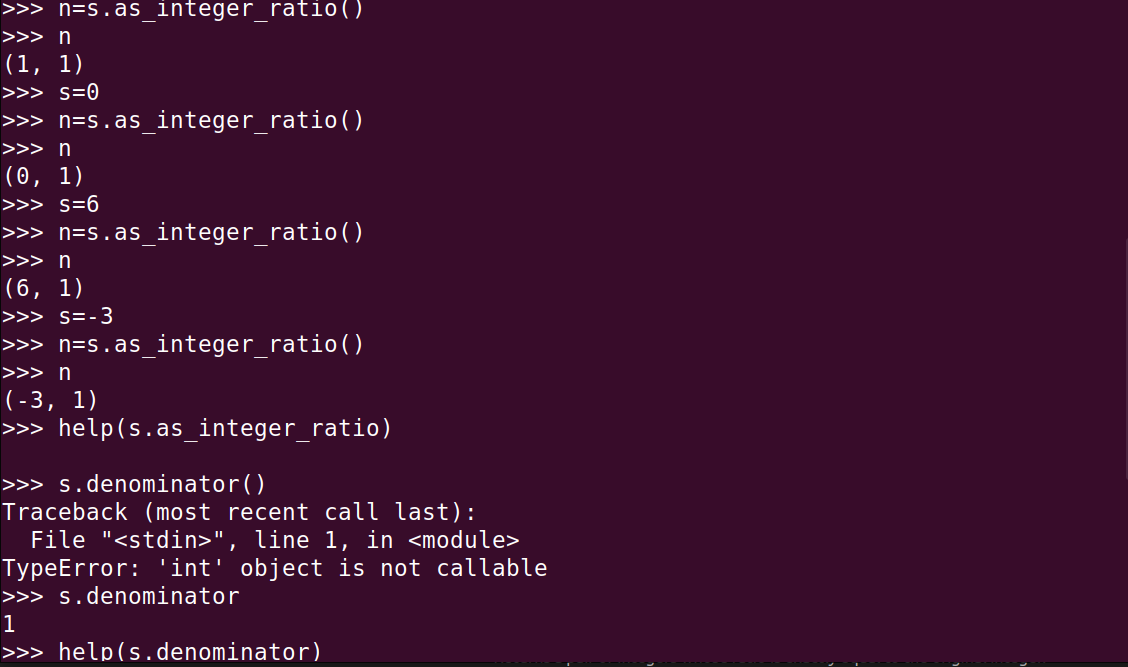 >>> n=s.as_integer_ratio()
>>> n
(1, 1)
>>> s=0
>>> n=s.as_integer_ratio()
>>> n
(0, 1)
>>> s=6
>>> n=s.as_integer_ratio()
>>> n
(6, 1)
>>> s=-3
>>> n=s.as_integer_ratio()
>>> n
(-3, 1)
>>> help(s.as_integer_ratio)
>>> s.denominator()
Traceback (most recent call last):
  File "<stdin>", line 1, in <module>
TypeError: 'int' object is not callable
>>> s.denominator
1
>>> help(s.denominator)